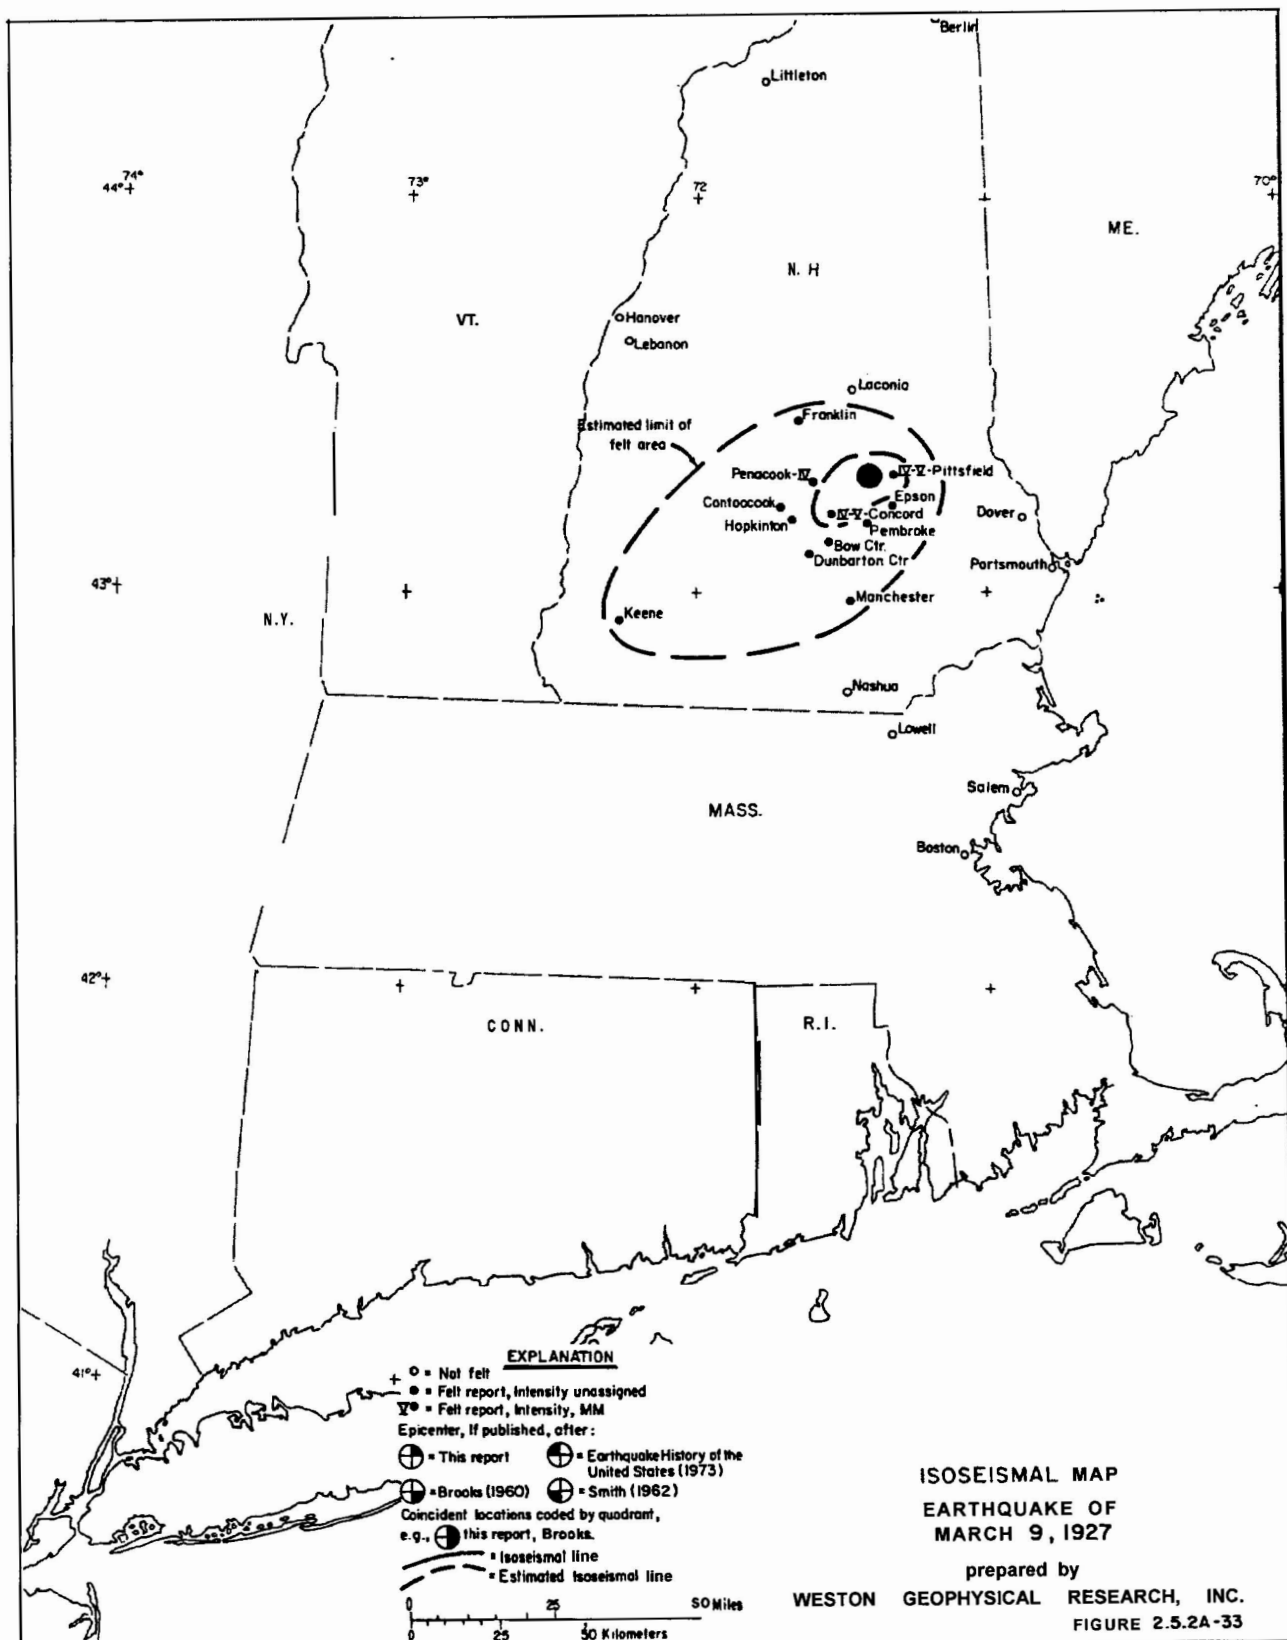 Berlin
Littleton
74°
44°
73°
72
70°
ME.
N. H
VT.
Hanover
Lebanon
Laconia
Franklin
Estimated limit of
felt area
Penacook-IV
IV-V-Pittsfield
Epson
Contoocook
IV-V-Concord
Hopkinton
Pembroke
Dover
Bow Ctr.
Dunbarton Ctr
Portsmouth
43°
Manchester
Keene
N.Y.
Nashua
Lowell
Salem
MASS.
Boston
42°
CONN.
R.I.
41°
EXPLANATION
= Not felt
= Felt report, Intensity unassigned
V = Felt report, Intensity, MM
Epicenter, If published, after:
= This report
= Earthquake History of the
United States (1973)
= Brooks (1960)
= Smith (1962)
Coincident locations coded by quadrant,
e.g., this report, Brooks.
= Isoseismal line
= Estimated Isoseismal line
0 25 50 Miles
0 25 50 Kilometers
ISOSEISMAL MAP
EARTHQUAKE OF
MARCH 9, 1927
prepared by
WESTON GEOPHYSICAL RESEARCH, INC.
FIGURE 2.5.2A-33